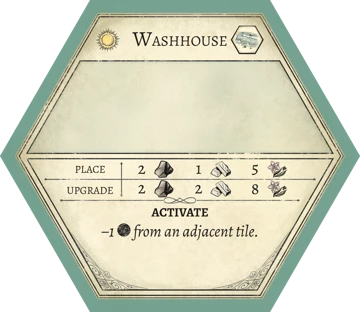 WASHHOUSE
PLACE 2 1 5
UPGRADE 2 2 8
ACTIVATE
–1 from an adjacent tile.